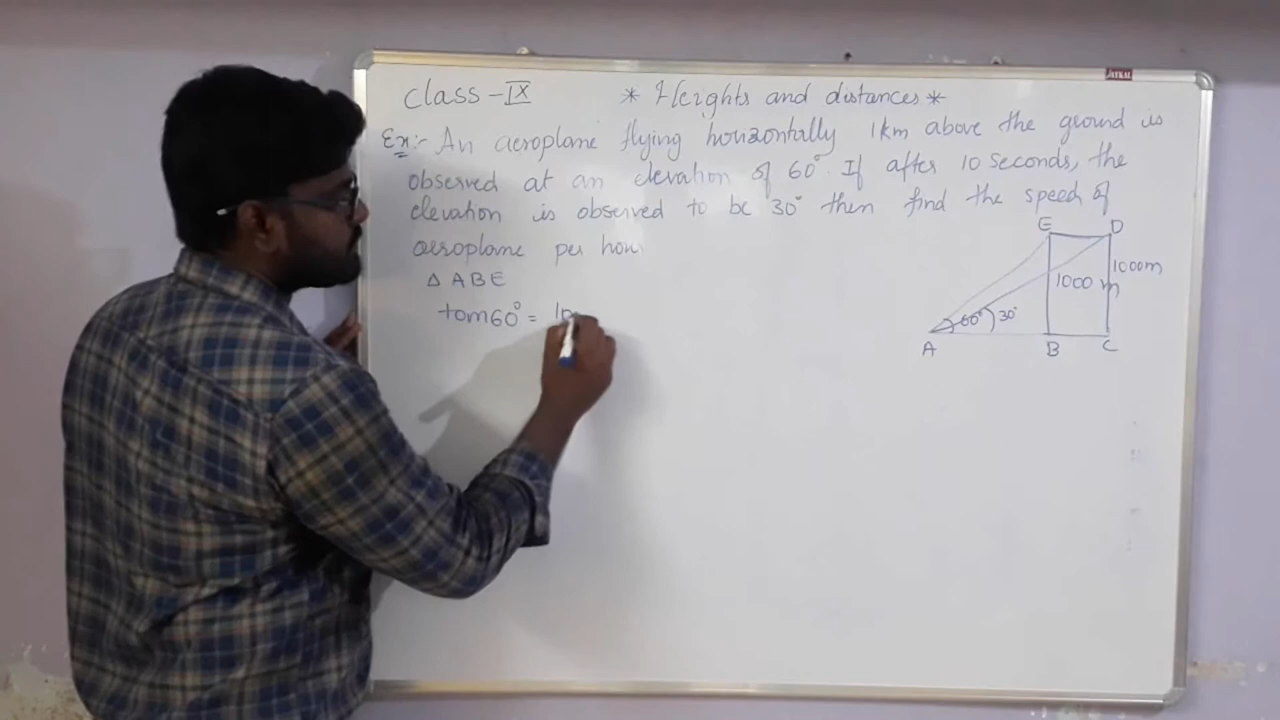 JAYKAL
Class - IX
* Heights and distances *
Ex:- An aeroplane flying horizontally 1km above the ground is
observed at an elevation of 60°. If after 10 seconds, the
elevation is observed to be 30° then find the speed of
aeroplane per hour
△ ABE
tan60° = 10
E D
1000m
1000 m
60° 30°
A B C